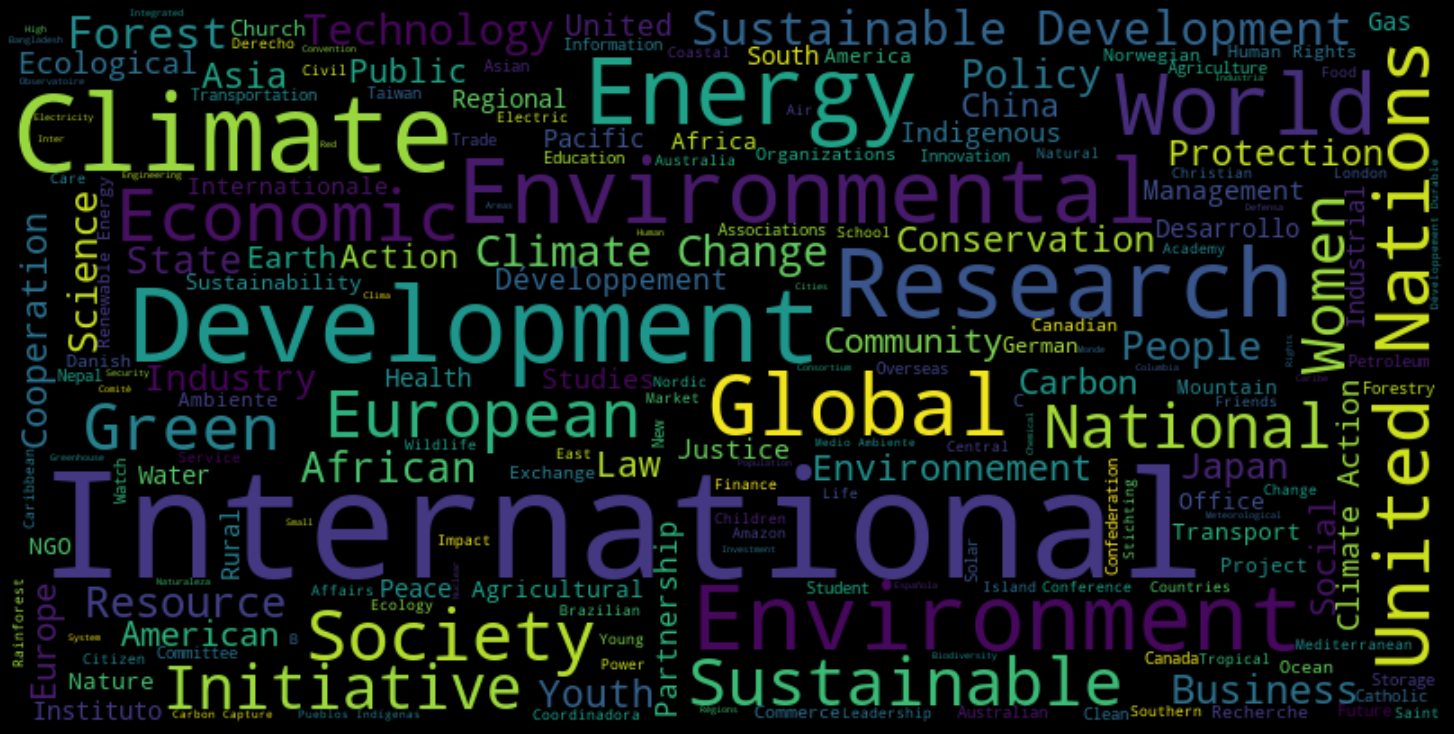 Integrated
High
Bangladesh
Forest
Church
Derecho
Technology
Convention
United
Information
Sustainable Development
Gas
Ecological
Observatoire
Asia
Civil
Public
Asian
Coastal
South
America
Norwegian
Human Rights
Agriculture
Industria
Food
Transportation
Taiwan
Regional
Electric
Energy
Air
Policy
China
World
Climate
Electricity
Inter
Red
Trade
Pacific
Africa
Indigenous
Education
Australia
Organizations
Innovation
Natural
Protection
Christian
London
Care
Engineering
Internationale
Economic
Environmental
Areas
Management
Defensa
Desarrollo
Academy
Human
Associations
School
Conservation
Science
Renewable Energy
Cooperation
State
Earth
Action
Climate Change
Sustainability
Clima
Développement
Cities
Research
Women
Industrial
United Nations
Développement Durable
Development
Canadian
Community
German
Monde
People
Rights
Petroleum
Danish
Nepal
Security
Comité
Industry
Health
Studies
Nordic
Consortium
Overseas
Columbia
Caribe
Ambiente
Market
Global
C
Carbon
Mountain
Friends
Forestry
Green
European
New
National
Chemical
Wildlife
Justice
Medio Ambiente
Central
Caribbean
Greenhouse
Service
Watch
Water
African
East
Exchange
Law
Population
Finance
Environnement
Life
Confederation
Stichting
Japan
Office
Change
Meteorological
Climate Action
International
Small
Impact
Children
Amazon
Investment
Solar
Transport
Project
Social
NGO
Rural
Naturaleza
Affairs
Peace
Nuclear
Agricultural
Partnership
Student
Española
Island
Conference
Countries
Rainforest
Europe
Resource
Ecology
Brazilian
Environment
American
B
Society
Young
System
Citizen
Committee
Power
Biodiversity
Mediterranean
Canada
Tropical
Ocean
Nature
Initiative
Youth
Sustainable
Business
Storage
Catholic
Instituto
Carbon Capture
Pueblos Indígenas
Coordinadora
Régions
Commerce
Leadership
Australian
Clean
Southern
Recherche
Future
Saint